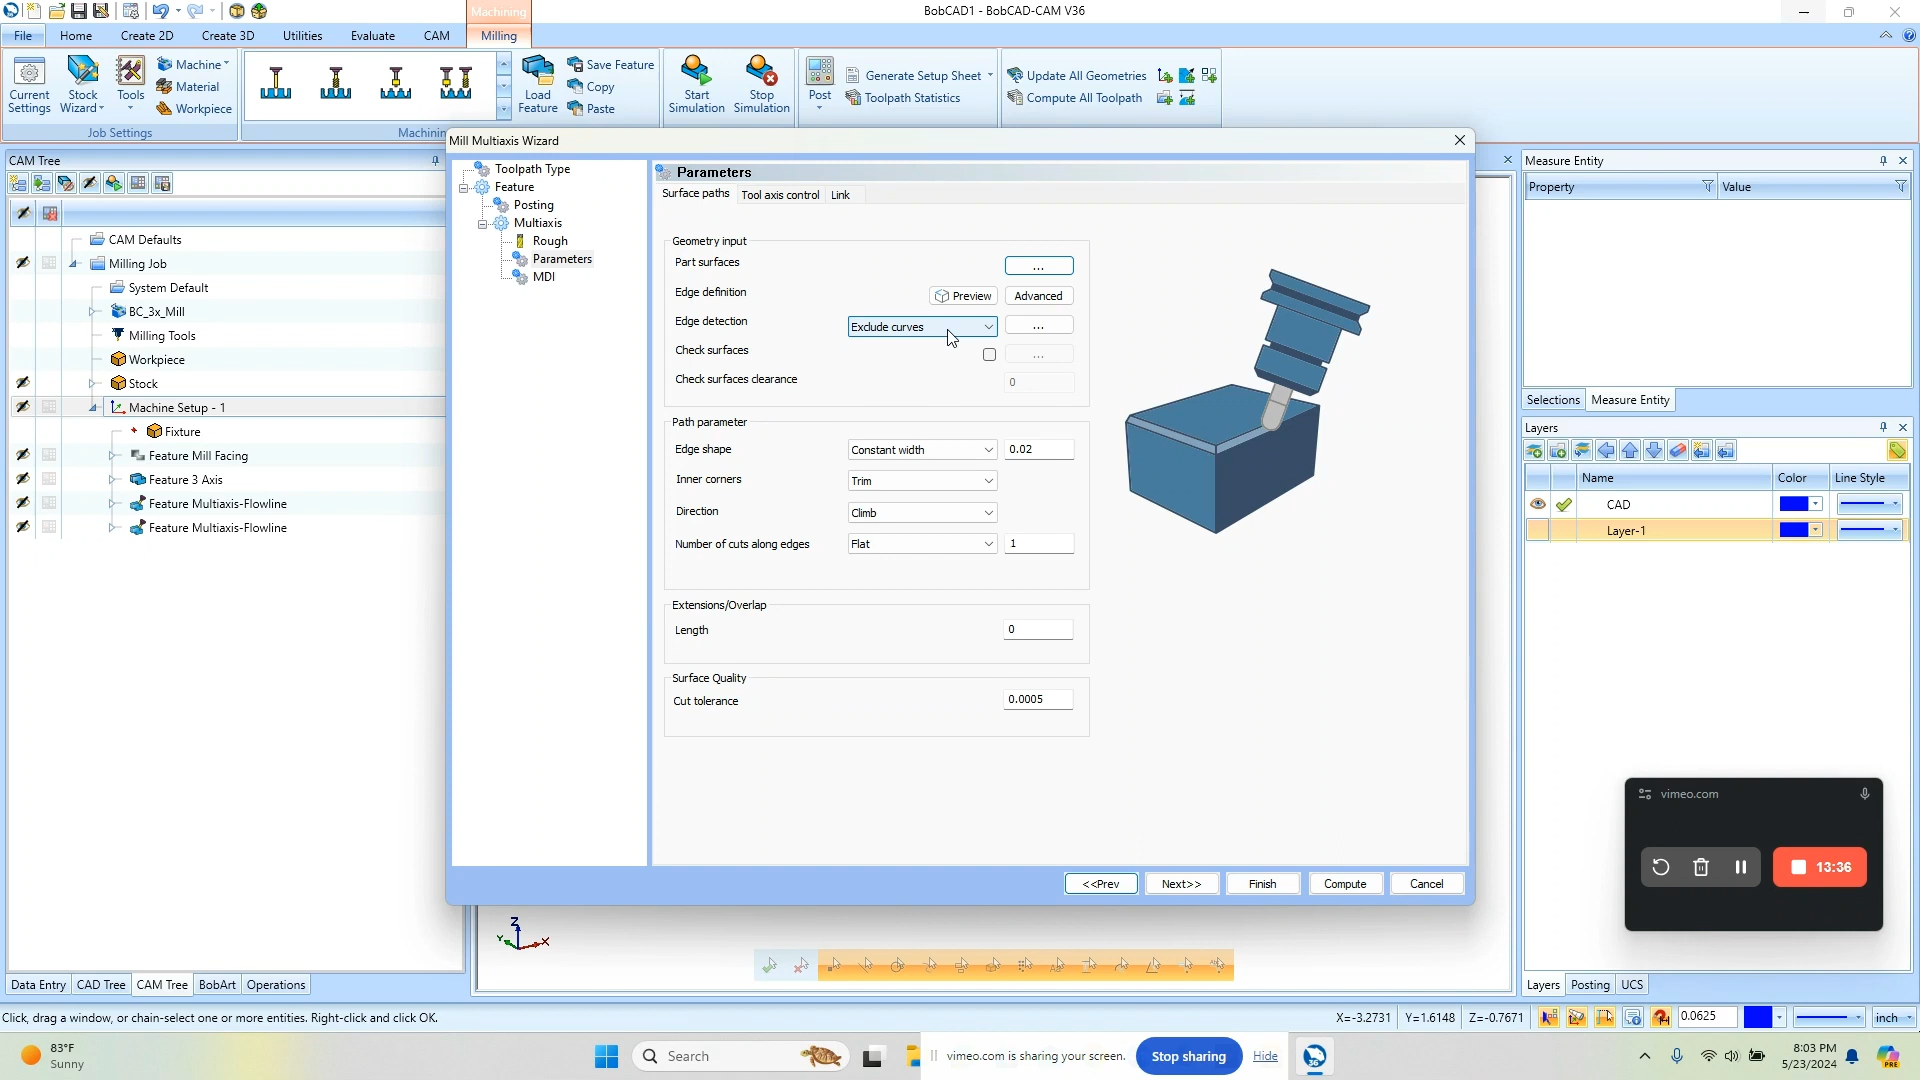 BobCAD1 - BobCAD-CAM V36
Machining
File Home Create 2D Create 3D Utilities Evaluate CAM Milling
Current Settings
Stock Wizard
Tools
Machine
Material
Workpiece
Job Settings
Machinin
Load Feature
Save Feature
Copy
Paste
Start Simulation
Stop Simulation
Post
Generate Setup Sheet
Toolpath Statistics
Update All Geometries
Compute All Toolpath
CAM Tree
CAM Defaults
Milling Job
System Default
BC_3x_Mill
Milling Tools
Workpiece
Stock
Machine Setup - 1
Fixture
Feature Mill Facing
Feature 3 Axis
Feature Multiaxis-Flowline
Feature Multiaxis-Flowline
Data Entry CAD Tree CAM Tree BobArt Operations
Mill Multiaxis Wizard
Toolpath Type
Feature
Posting
Multiaxis
Rough
Parameters
MDI
Parameters
Surface paths Tool axis control Link
Geometry input
Part surfaces ...
Edge definition Preview Advanced
Edge detection Exclude curves ...
Check surfaces ...
Check surfaces clearance 0
Path parameter
Edge shape Constant width 0.02
Inner corners Trim
Direction Climb
Number of cuts along edges Flat 1
Extensions/Overlap
Length 0
Surface Quality
Cut tolerance 0.0005
<<Prev Next>> Finish Compute Cancel
Z
Y X
Measure Entity
Property Value
Selections Measure Entity
Layers
Name Color Line Style
CAD
Layer-1
vimeo.com
13:36
Layers Posting UCS
Click, drag a window, or chain-select one or more entities. Right-click and click OK.
X=-3.2731 Y=1.6148 Z=-0.7671 0.0625 inch
83°F
Sunny
Search
vimeo.com is sharing your screen. Stop sharing Hide
8:03 PM
5/23/2024
PRE